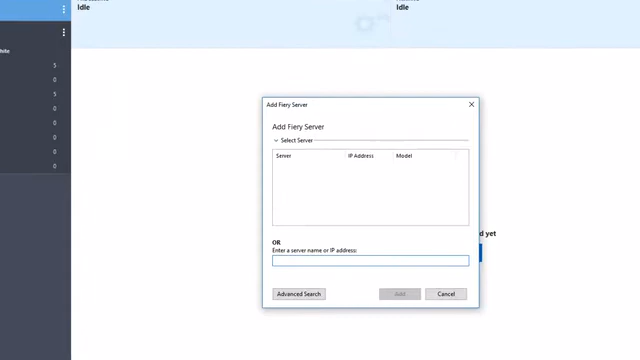 Idle
Idle
hite
5
0
5
0
0
0
0
0
Add Fiery Server
Add Fiery Server
Select Server
Server IP Address Model
d yet
OR
Enter a server name or IP address:
Advanced Search Add Cancel